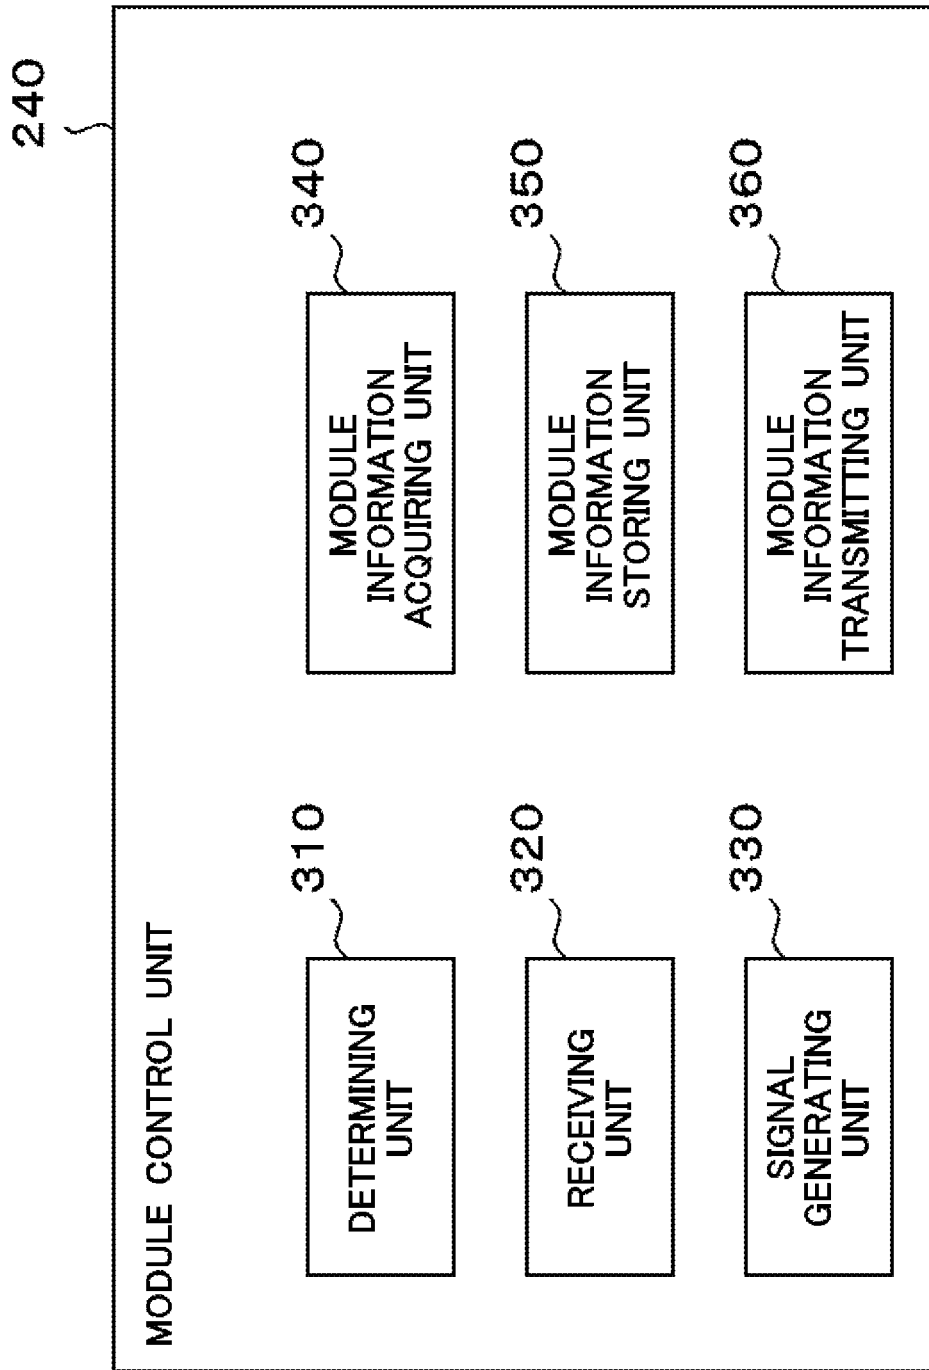 240
MODULE CONTROL UNIT
310
DETERMINING
UNIT
340
MODULE
INFORMATION
ACQUIRING UNIT
320
RECEIVING
UNIT
350
MODULE
INFORMATION
STORING UNIT
330
SIGNAL
GENERATING
UNIT
360
MODULE
INFORMATION
TRANSMITTING UNIT